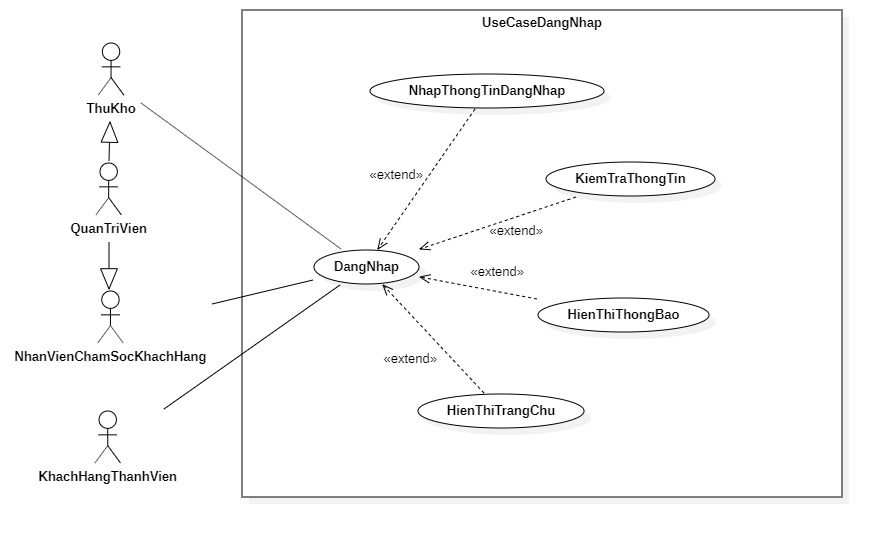 UseCaseDangNhap
NhapThongTinDangNhap
ThuKho
«extend»
KiemTraThongTin
QuanTriVien
«extend»
DangNhap
«extend»
HienThiThongBao
NhanVienChamSocKhachHang
«extend»
HienThiTrangChu
KhachHangThanhVien